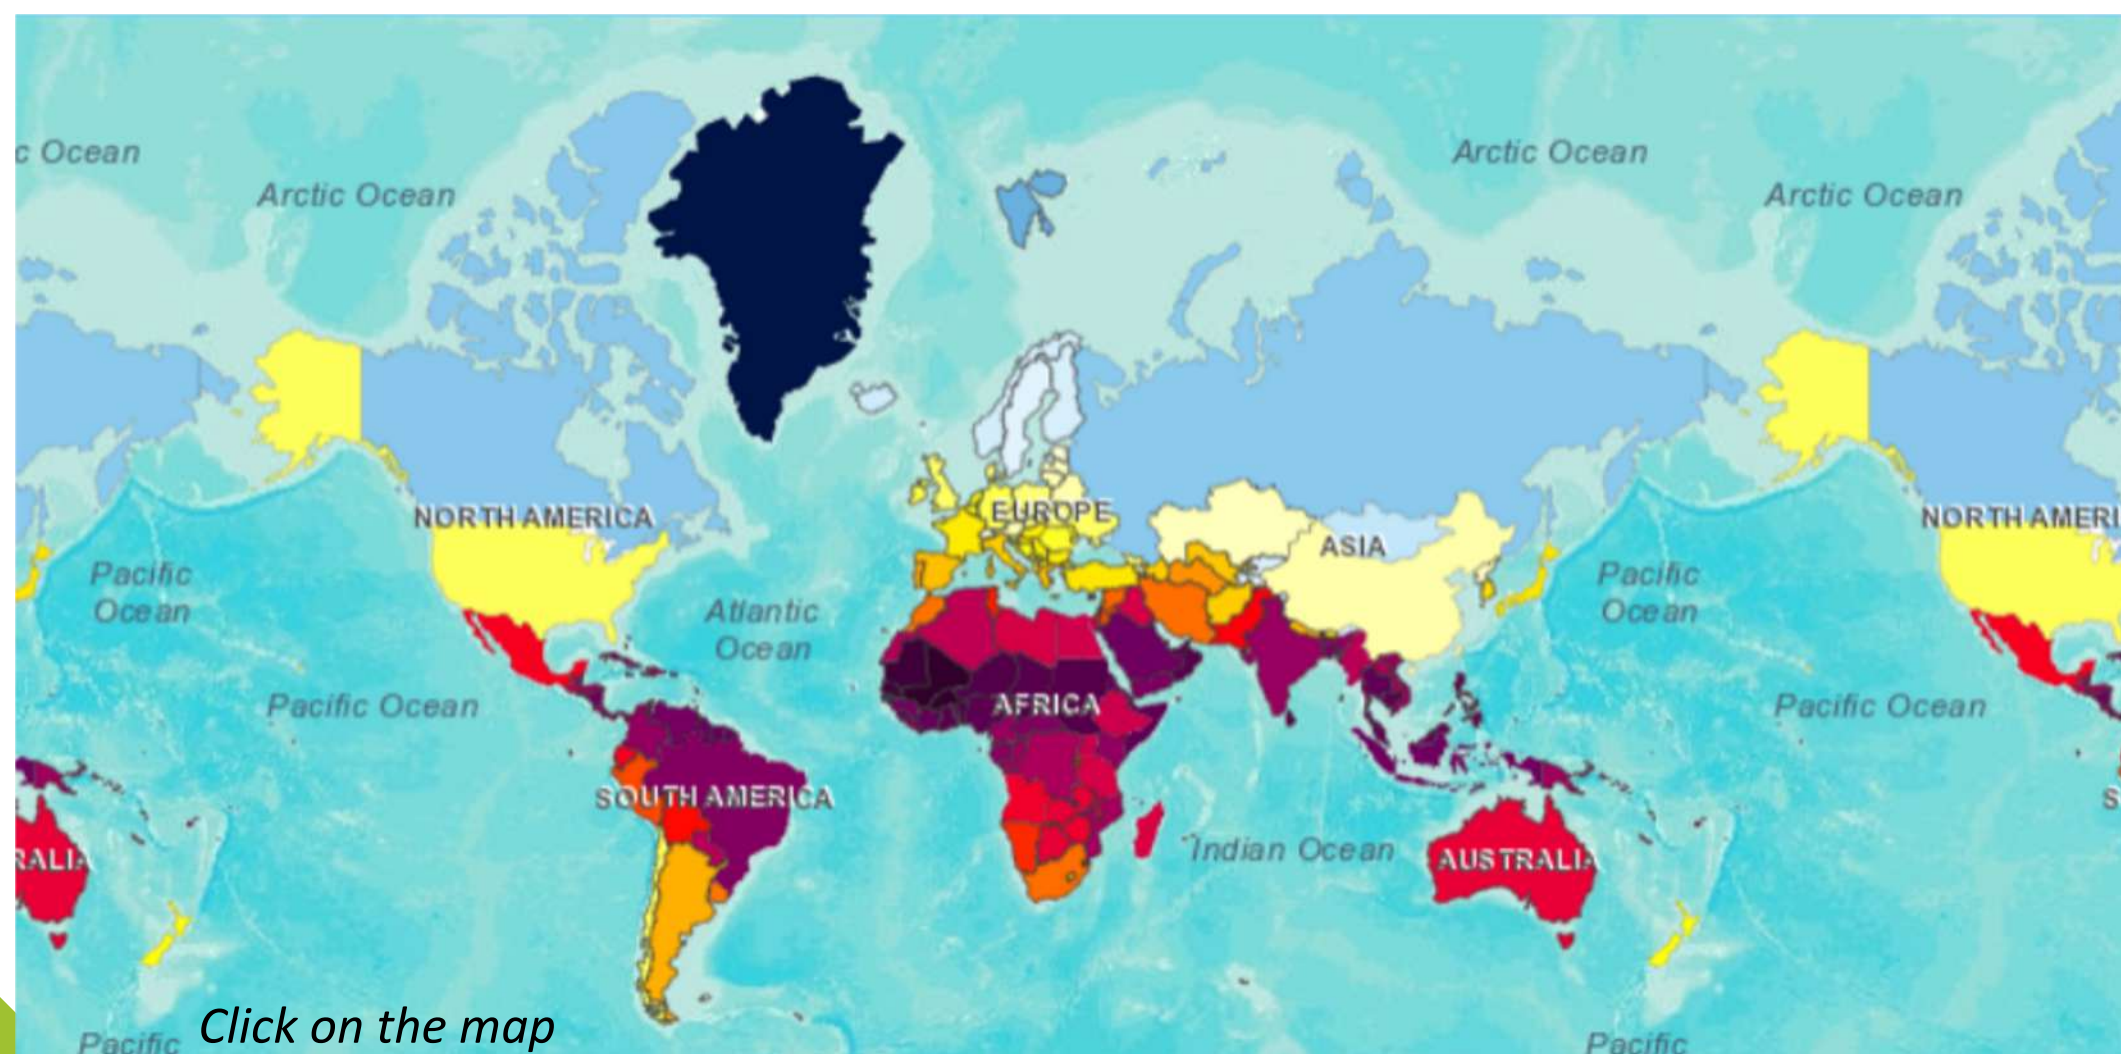 c Ocean
Arctic Ocean
Arctic Ocean
Arctic Ocean
NORTH AMERICA
EUROPE
ASIA
NORTH AMERI
Pacific
Ocean
Atlantic
Ocean
Pacific
Ocean
Pacific Ocean
AFRICA
Pacific Ocean
SOUTH AMERICA
S
RALIA
Indian Ocean
AUSTRALIA
Click on the map
Pacific
Pacific